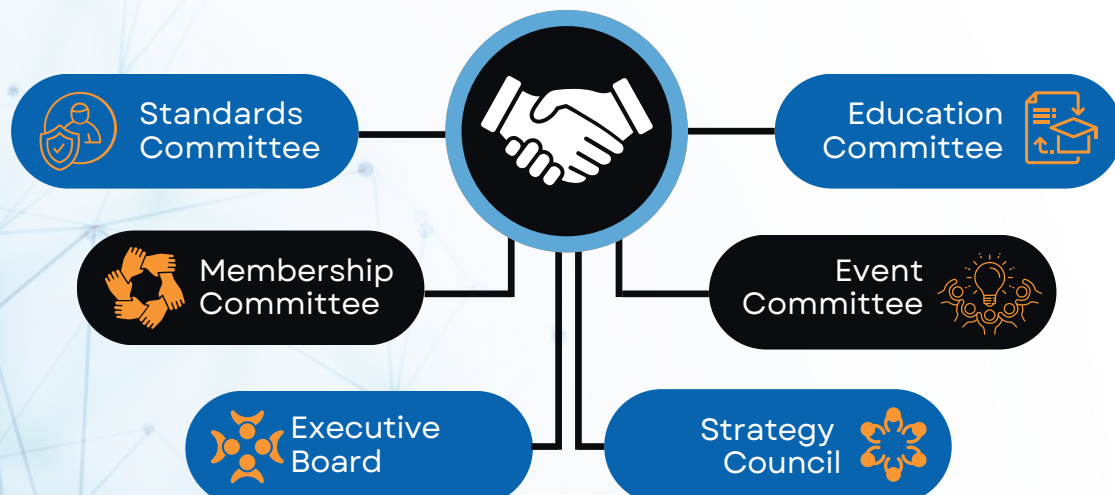 Standards
Committee
Education
Committee
Membership
Committee
Event
Committee
Executive
Board
Strategy
Council